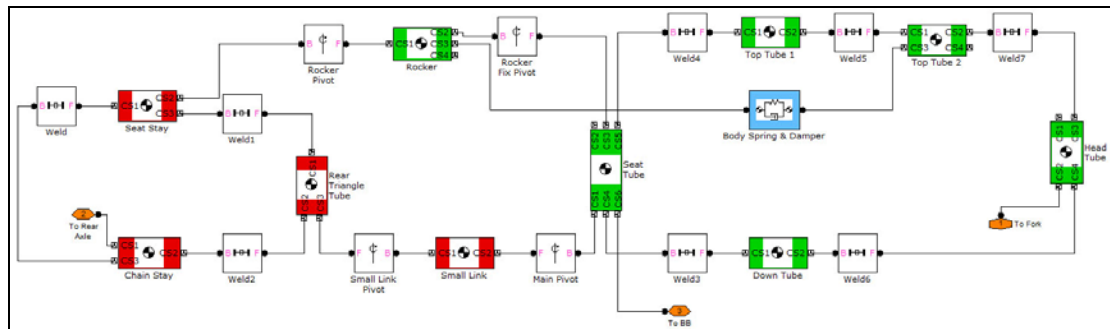 B F
Rocker
Pivot
CS1 CS2
CS3
CS4
Rocker
B F
Rocker
Fix Pivot
B F
Weld4
CS1 CS2
Top Tube 1
B F
Weld5
CS1 CS2
CS3 CS4
Top Tube 2
B F
Weld7
B F
Weld
CS1 CS2
CS3
Seat Stay
B F
Weld1
Body Spring & Damper
CS1
CS2 CS3
Rear
Triangle
Tube
CS2 CS3 CS5
CS1 CS4 CS6
Seat
Tube
CS1 CS3
CS2 CS4
Head
Tube
2
To Rear
Axle
CS1 CS2
CS3
Chain Stay
B F
Weld2
B F
Small Link
Pivot
CS1 CS2
Small Link
B F
Main Pivot
B F
Weld3
CS1 CS2
Down Tube
B F
Weld6
1
To Fork
3
To BB